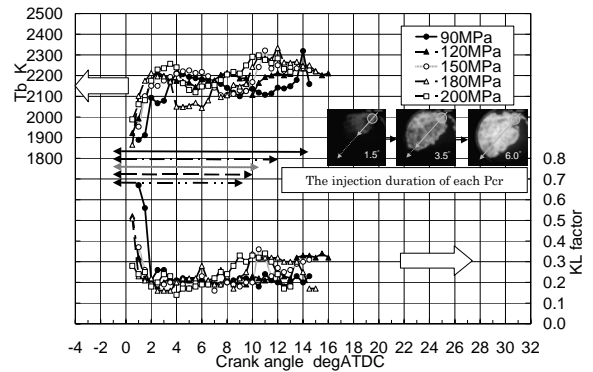 2500
2400
2300
2200
2100
2000
1900
1800
Tb K
90MPa
120MPa
150MPa
180MPa
200MPa
1.5°
3.5°
6.0°
The injection duration of each Pcr
0.8
0.7
0.6
0.5
0.4
0.3
0.2
0.1
0.0
KL factor
-4 -2 0 2 4 6 8 10 12 14 16 18 20 22 24 26 28 30 32
Crank angle degATDC